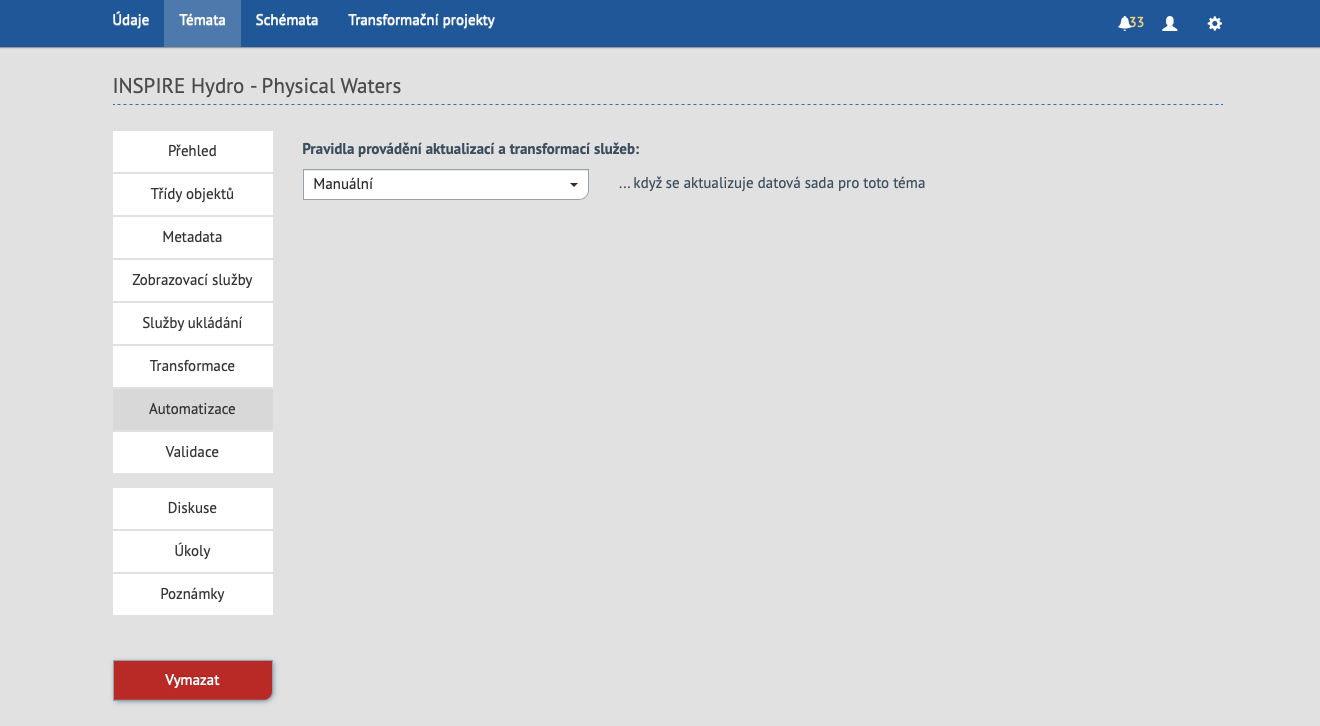 Údaje Témata Schémata Transformační projekty 33
INSPIRE Hydro - Physical Waters
Přehled
Třídy objektů
Metadata
Zobrazovací služby
Služby ukládání
Transformace
Automatizace
Validace
Diskuse
Úkoly
Poznámky
Vymazat
Pravidla provádění aktualizací a transformací služeb:
Manuální ... když se aktualizuje datová sada pro toto téma